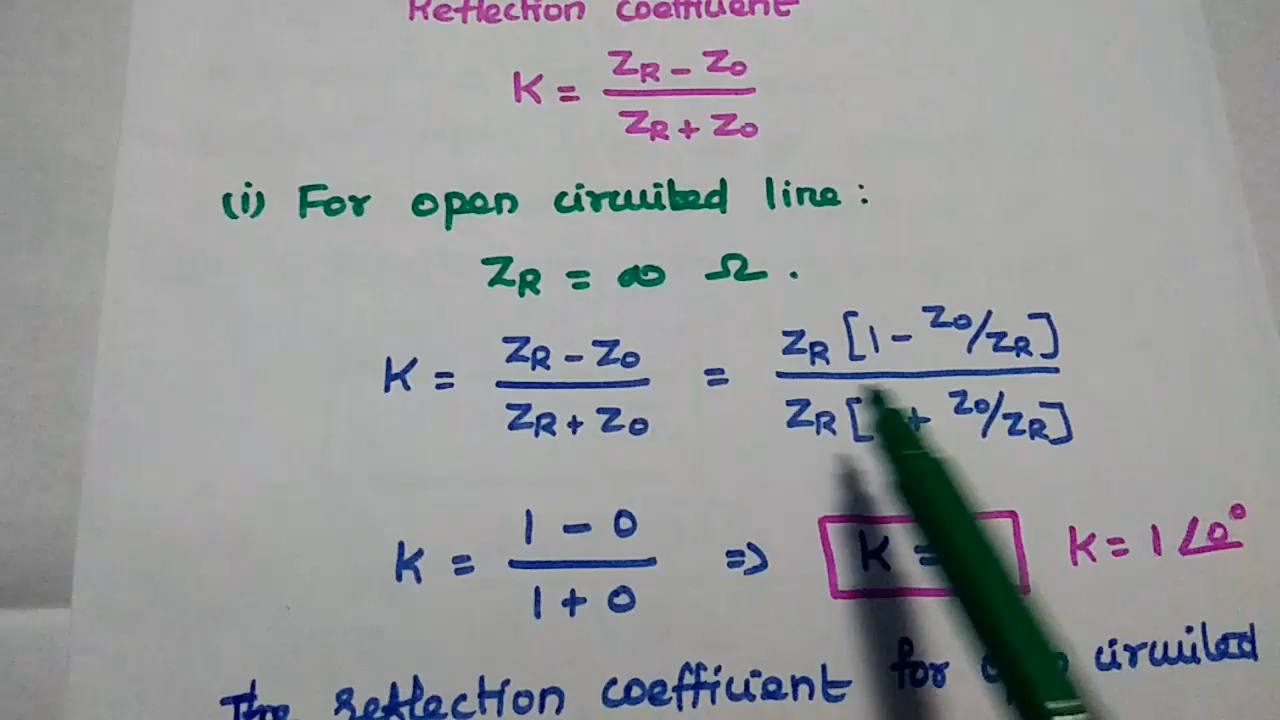 Reflection coefficient
K = ZR - Z0 / ZR + Z0
(i) For open circuited line:
ZR = ∞ Ω.
K = ZR - Z0 / ZR + Z0 = ZR [1 - Z0/ZR] / ZR [ + Z0/ZR]
K = 1 - 0 / 1 + 0 ⇒ K = K = 1 ∠0°
The reflection coefficient for circuited